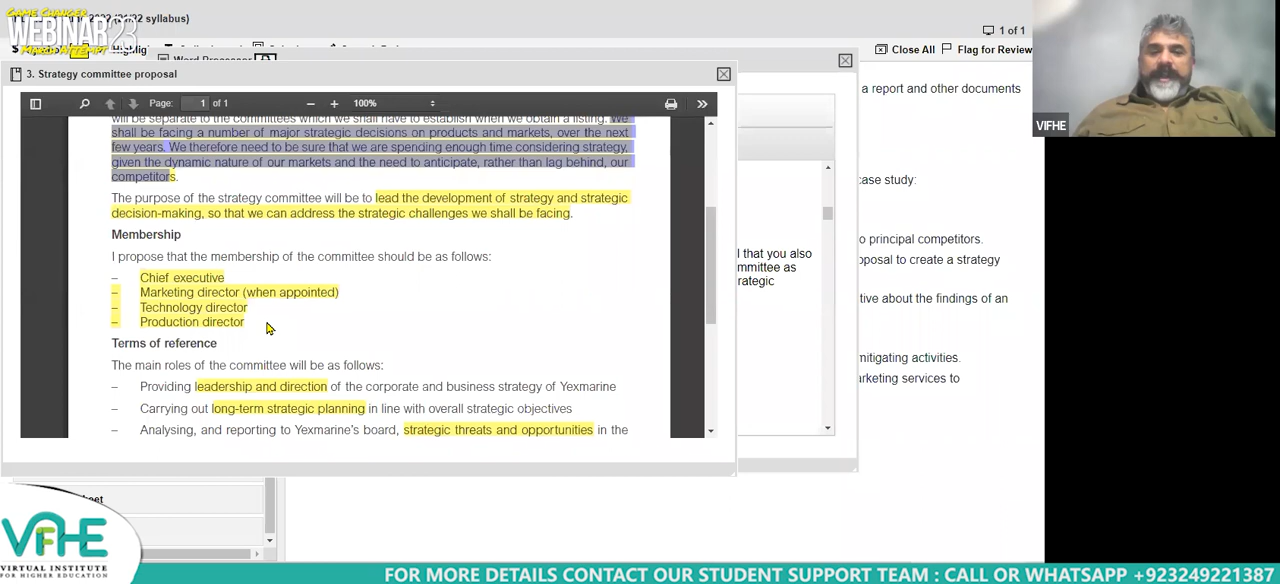 GAME CHANGER
WEBINAR'23
MARCH ATTEMPT
2022 (21/22 syllabus)
1 of 1
Close All
Flag for Review
3. Strategy committee proposal
Page: 1 of 1
100%
will be separate to the committees which we shall have to establish when we obtain a listing. We
shall be facing a number of major strategic decisions on products and markets, over the next
few years. We therefore need to be sure that we are spending enough time considering strategy,
given the dynamic nature of our markets and the need to anticipate, rather than lag behind, our
competitors.
The purpose of the strategy committee will be to lead the development of strategy and strategic
decision-making, so that we can address the strategic challenges we shall be facing.
Membership
I propose that the membership of the committee should be as follows:
– Chief executive
– Marketing director (when appointed)
– Technology director
– Production director
Terms of reference
The main roles of the committee will be as follows:
– Providing leadership and direction of the corporate and business strategy of Yexmarine
– Carrying out long-term strategic planning in line with overall strategic objectives
– Analysing, and reporting to Yexmarine's board, strategic threats and opportunities in the
l that you also
mmittee as
rategic
a report and other documents
case study:
o principal competitors.
posal to create a strategy
tive about the findings of an
mitigating activities.
arketing services to
VIFHE
VIFHE
VIRTUAL INSTITUTE
FOR HIGHER EDUCATION
FOR MORE DETAILS CONTACT OUR STUDENT SUPPORT TEAM : CALL OR WHATSAPP +923249221387